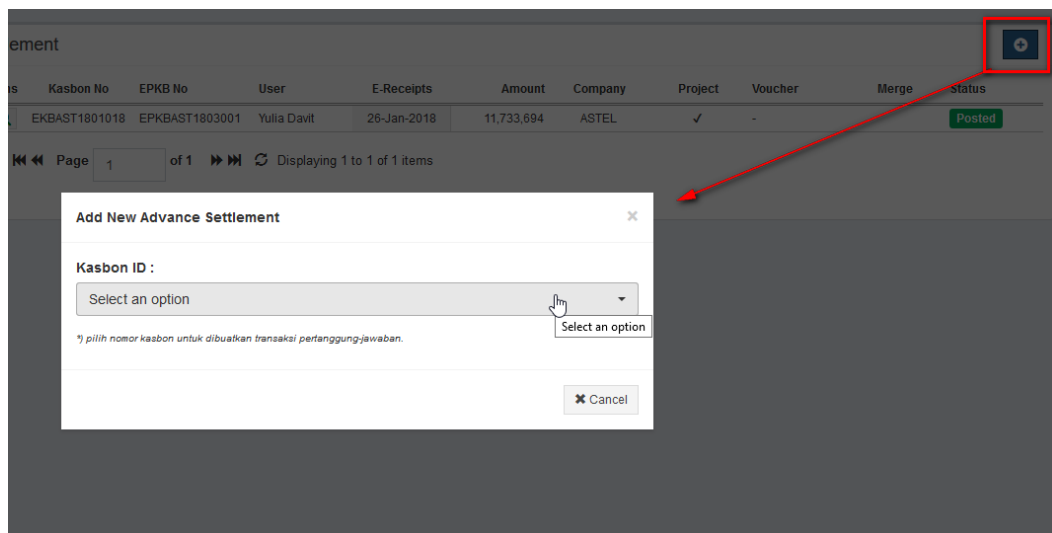 ement
us Kasbon No EPKB No User E-Receipts Amount Company Project Voucher Merge Status
EKBAST1801018 EPKBAST1803001 Yulia Davit 26-Jan-2018 11,733,694 ASTEL ✓ - Posted
Page 1 of 1 Displaying 1 to 1 of 1 items
Add New Advance Settlement ×
Kasbon ID :
Select an option
Select an option
*) pilih nomor kasbon untuk dibuatkan transaksi pertanggung-jawaban.
✖ Cancel